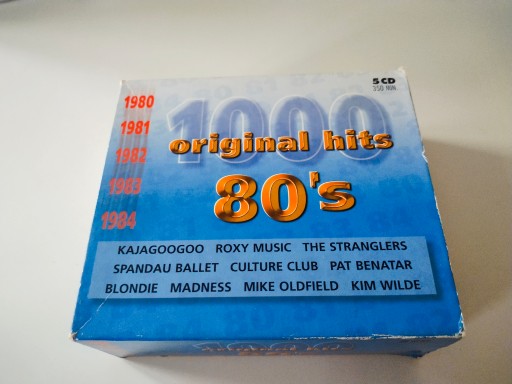 5 CD
350 MIN
1980
1981
1982
1983
1984
1000
original hits
80's
KAJAGOOGOO ROXY MUSIC THE STRANGLERS
SPANDAU BALLET CULTURE CLUB PAT BENATAR
BLONDIE MADNESS MIKE OLDFIELD KIM WILDE